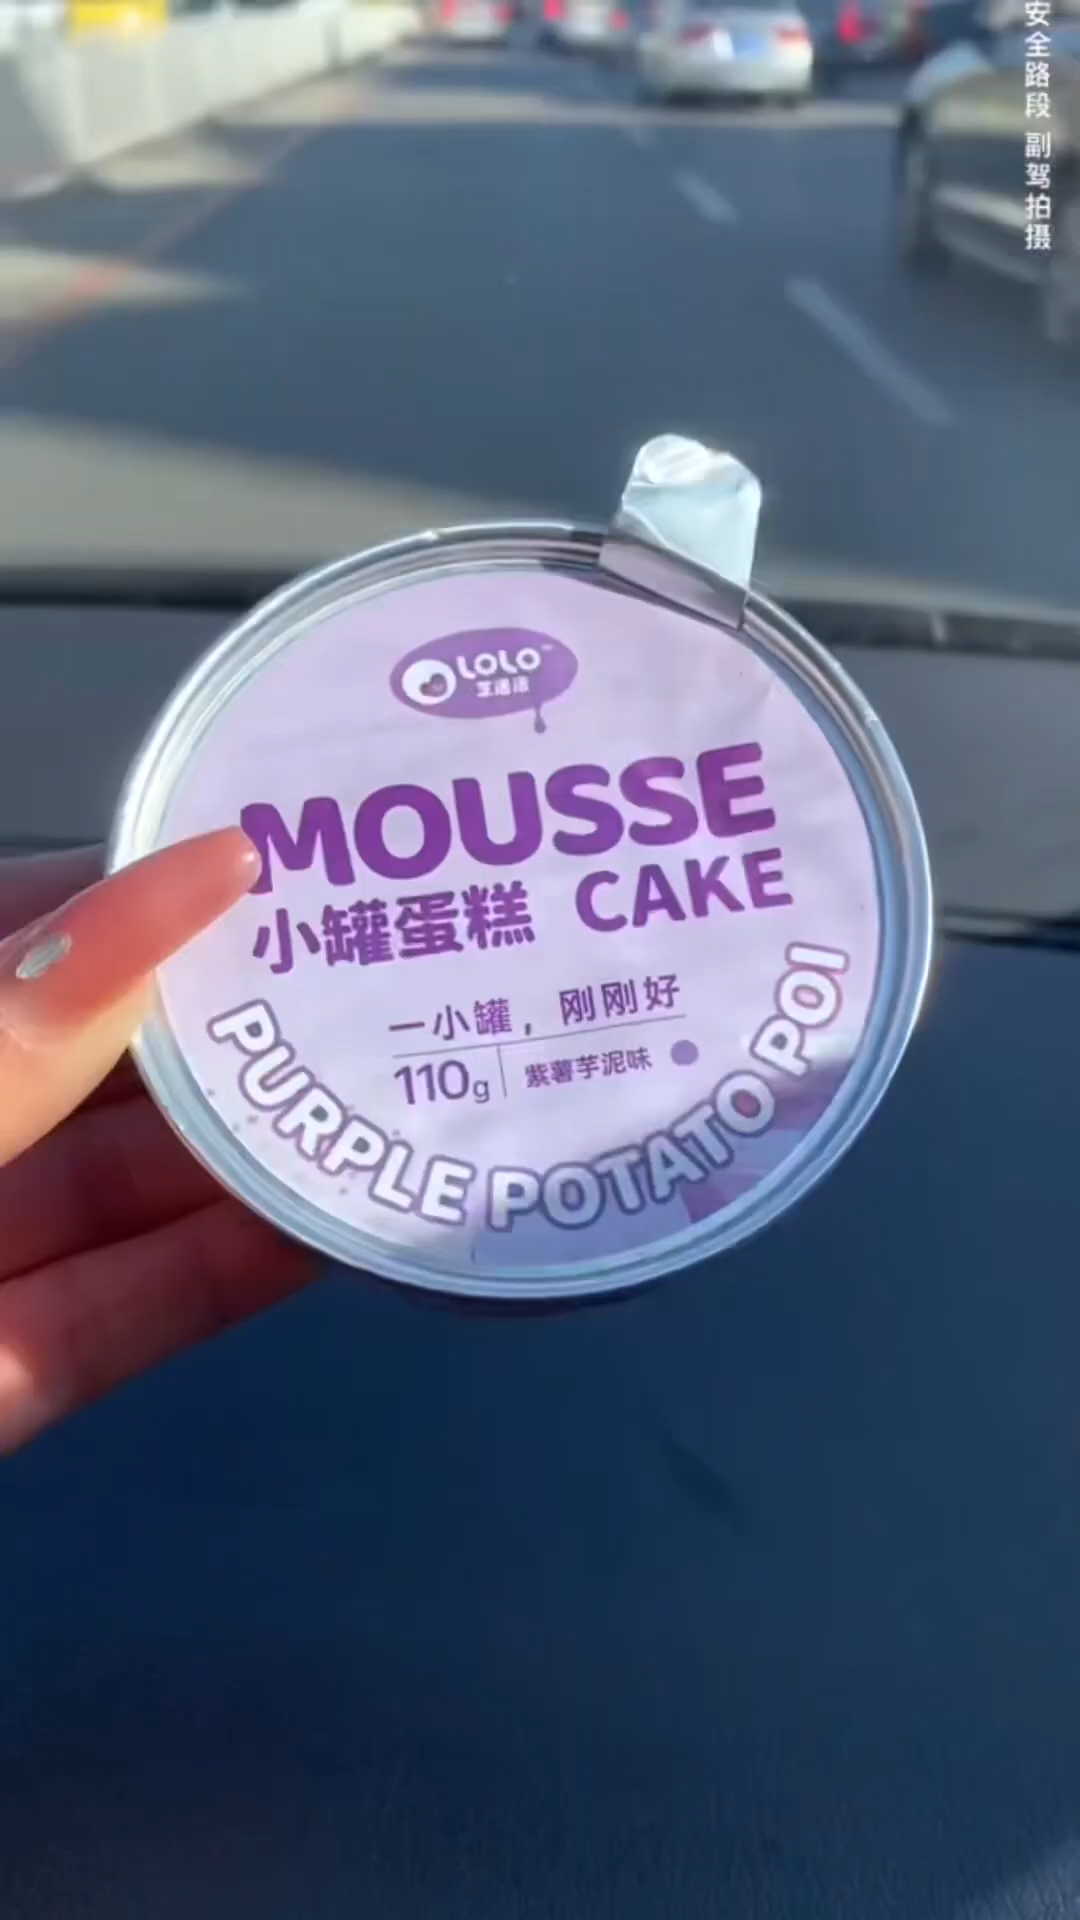 安全路段 副驾拍摄
LOLO
MOUSSE
小罐蛋糕 CAKE
一小罐，刚刚好
110g 紫薯芋泥味
PURPLE POTATO POI